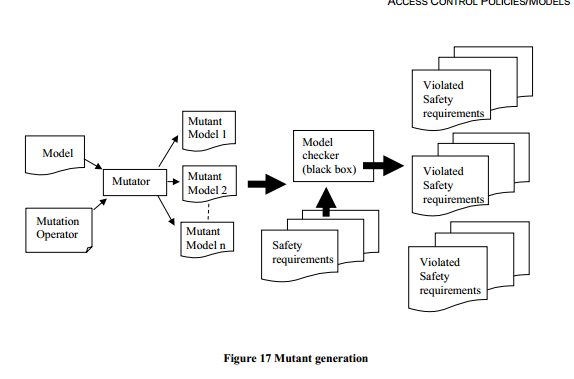 ACCESS CONTROL POLICIES/MODELS
Model
Mutation
Operator
Mutator
Mutant
Model 1
Mutant
Model 2
Mutant
Model n
Model
checker
(black box)
Safety
requirements
Violated
Safety
requirements
Violated
Safety
requirements
Violated
Safety
requirements
Figure 17 Mutant generation